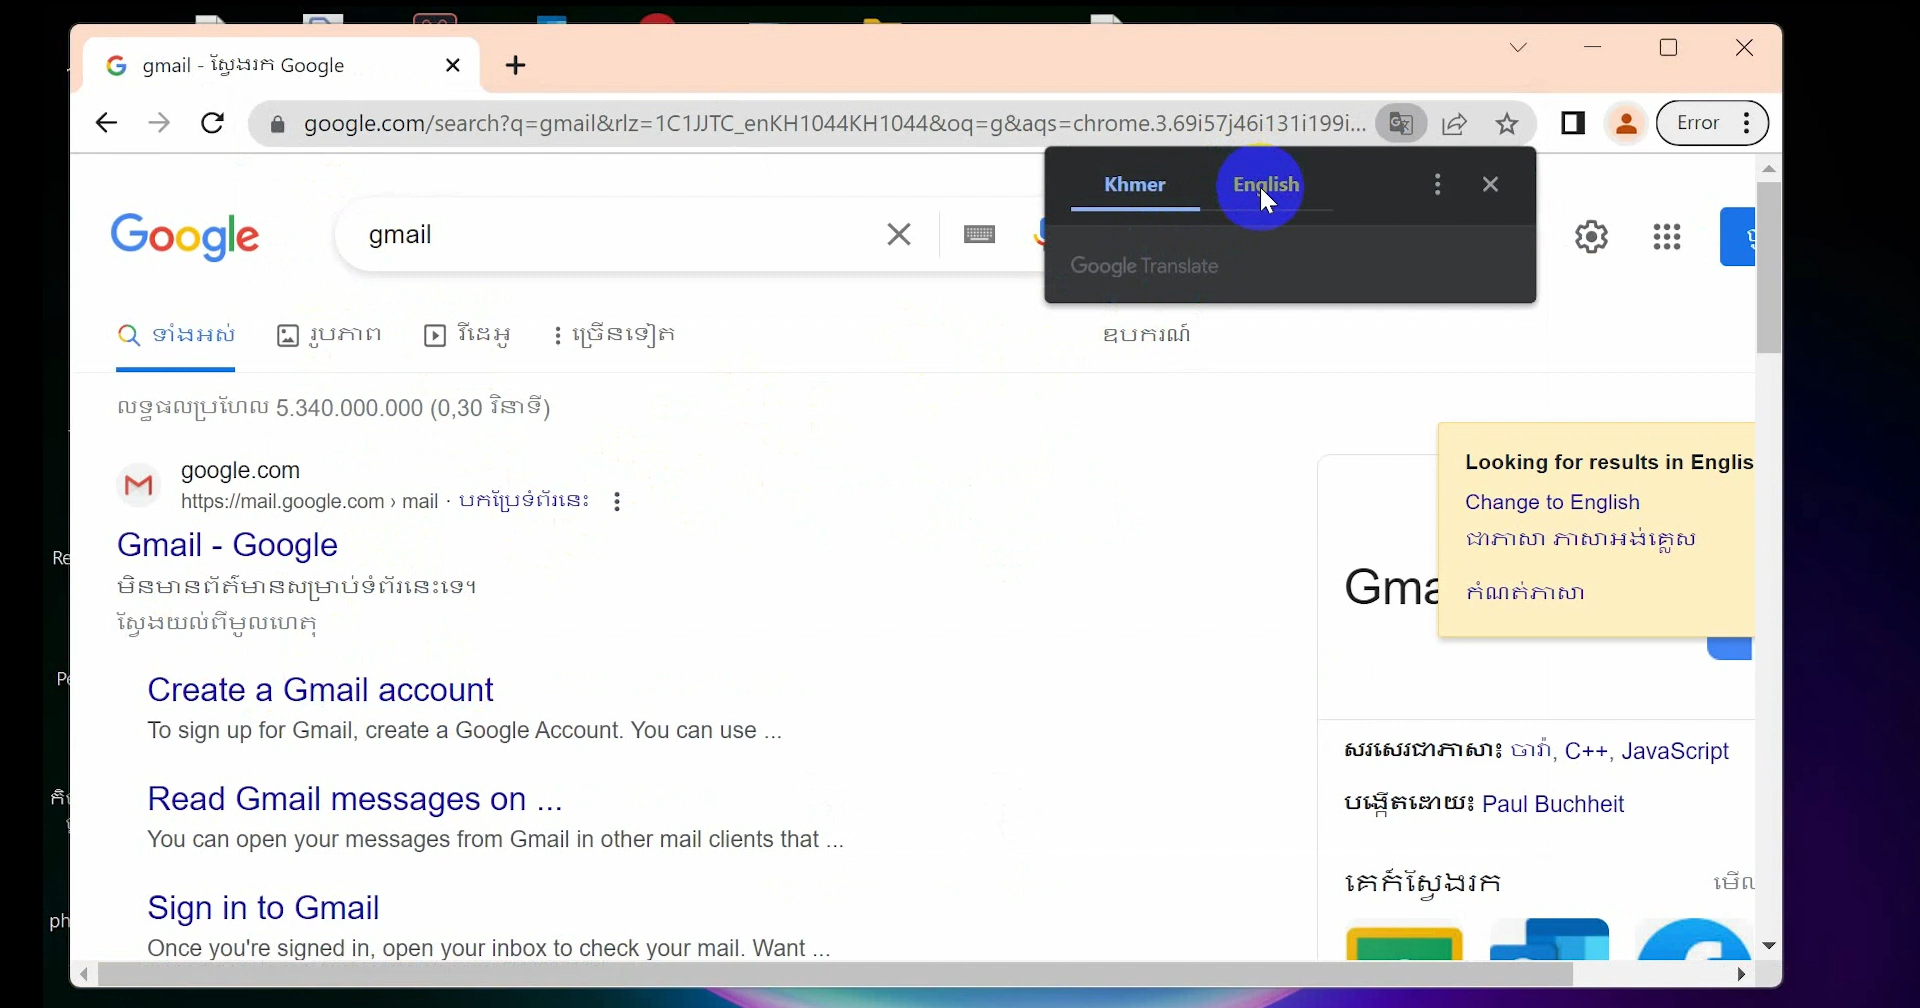 gmail - ស្វែងរក Google
google.com/search?q=gmail&rlz=1C1JJTC_enKH1044KH1044&oq=g&aqs=chrome.3.69i57j46i131i199i...
Error
Khmer English
Google Translate
Google
gmail
ទាំងអស់ រូបភាព វីដេអូ ច្រើនទៀត ឧបករណ៍
លទ្ធផលប្រហែល 5.340.000.000 (0,30 វិនាទី)
google.com
https://mail.google.com › mail · បកប្រែទំព័រនេះ
Gmail - Google
មិនមានព័ត៌មានសម្រាប់ទំព័រនេះទេ។
ស្វែងយល់ពីមូលហេតុ
Create a Gmail account
To sign up for Gmail, create a Google Account. You can use ...
Read Gmail messages on ...
You can open your messages from Gmail in other mail clients that ...
Sign in to Gmail
Once you're signed in, open your inbox to check your mail. Want ...
Looking for results in Englis
Change to English
ជាភាសា ភាសាអង់គ្លេស
កំណត់ភាសា
Gma
សរសេរជាភាសា៖ ចាវ៉ា, C++, JavaScript
បង្កើតដោយ៖ Paul Buchheit
គេក៏ស្វែងរក
Re
ph